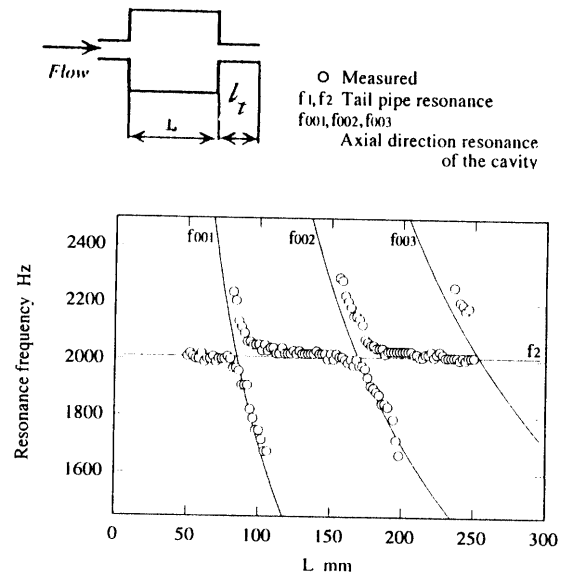 Flow
L
lt
O Measured
f1,f2 Tail pipe resonance
f001,f002,f003
Axial direction resonance
of the cavity
Resonance frequency Hz
2400
2200
2000
1800
1600
f001
f002
f003
f2
0
50
100
150
200
250
300
L mm